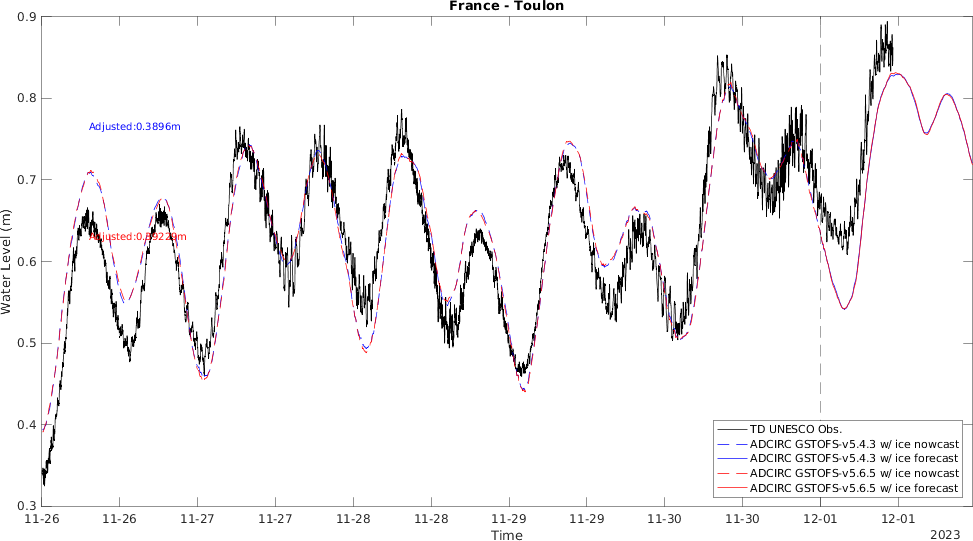 France - Toulon
0.9
0.8
0.7
0.6
0.5
0.4
0.3
Water Level (m)
Adjusted:0.3896m
TD UNESCO Obs.
ADCIRC GSTOFS-v5.4.3 w/ ice nowcast
ADCIRC GSTOFS-v5.4.3 w/ ice forecast
ADCIRC GSTOFS-v5.6.5 w/ ice nowcast
ADCIRC GSTOFS-v5.6.5 w/ ice forecast
11-26 11-26 11-27 11-27 11-28 11-28 11-29 11-29 11-30 11-30 12-01 12-01
Time
2023